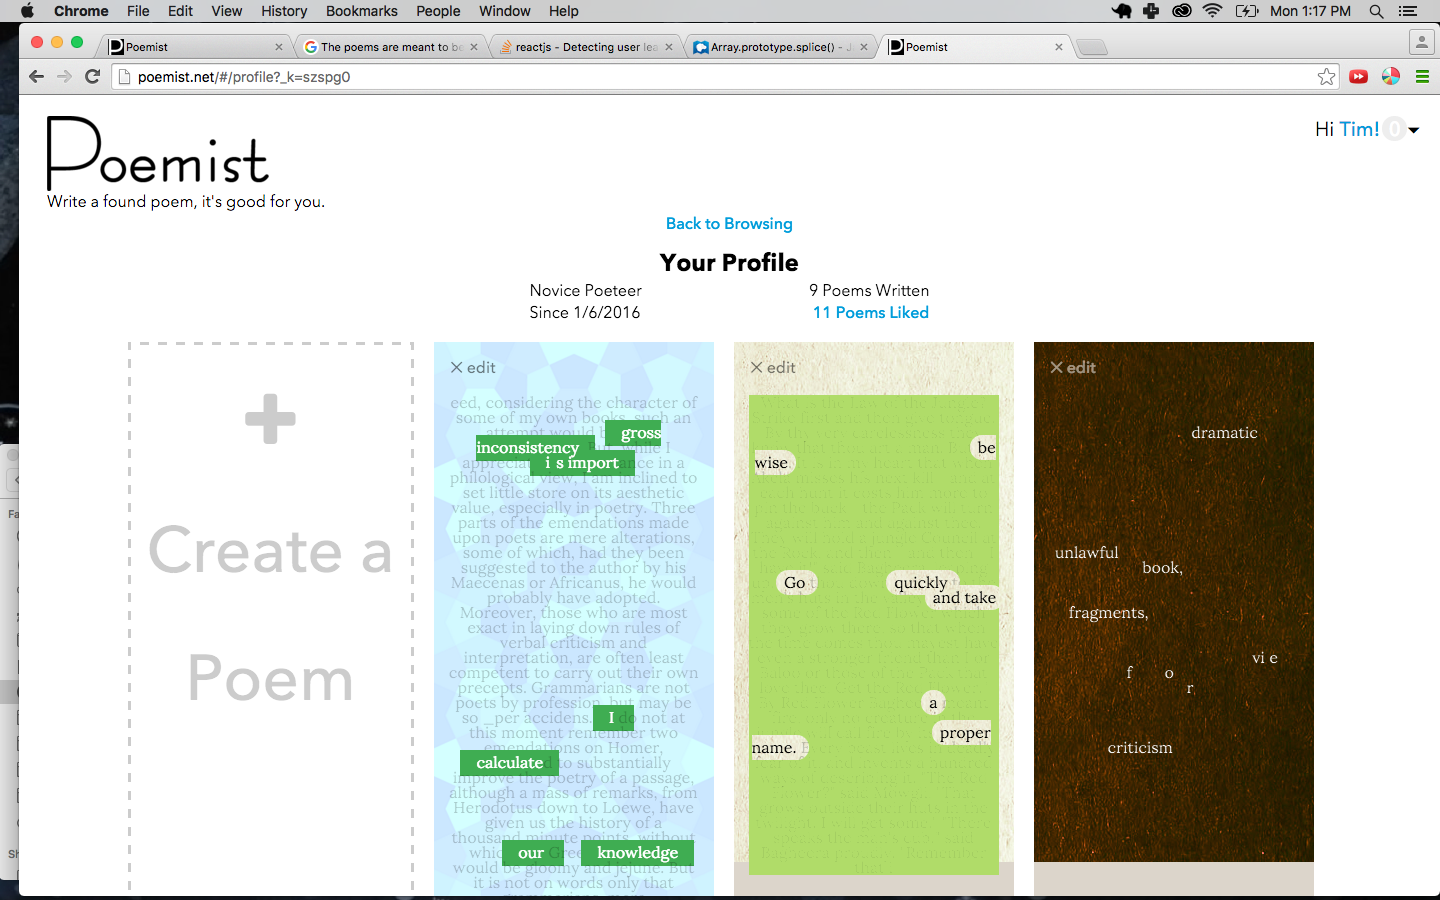 Chrome File Edit View History Bookmarks People Window Help Mon 1:17 PM
Poemist The poems are meant to be reactjs - Detecting user lea Array.prototype.splice() - J Poemist
poemist.net/#/profile?_k=szspg0
Poemist
Hi Tim! 0
Write a found poem, it's good for you.
Back to Browsing
Your Profile
Novice Poeteer 9 Poems Written
Since 1/6/2016 11 Poems Liked
Create a
Poem
edit
eed, considering the character of
some of my own books, such an
attempt would b gross
inconsistency But, while I
apprecia i s import ance in a
philological view, I am inclined to
set little store on its aesthetic
value, especially in poetry. Three
parts of the emendations made
upon poets are mere alterations,
some of which, had they been
suggested to the author by his
Maecenas or Africanus, he would
probably have adopted.
Moreover, those who are most
exact in laying down rules of
verbal criticism and
interpretation, are often least
competent to carry out their own
precepts. Grammarians are not
poets by profession, but may be
so _per accidens. I do not at
this moment remember two
emendations on Homer,
calculate d to substantially
improve the poetry of a passage,
although a mass of remarks, from
Herodotus down to Loewe, have
given us the history of a
thousand minute points, without
whic our Gree knowledge
would be gloomy and jejune. But
it is not on words only that
edit
be
wise.
Go quickly
and take
a
proper
name.
edit
dramatic
unlawful
book,
fragments,
vi e
f o
r
criticism
Fa
Sh